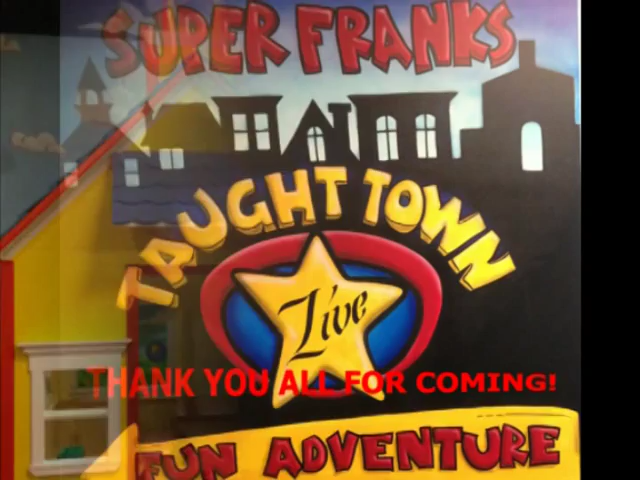 SUPER FRANKS
TAUGHT TOWN
Live
THANK YOU ALL FOR COMING!
FUN ADVENTURE